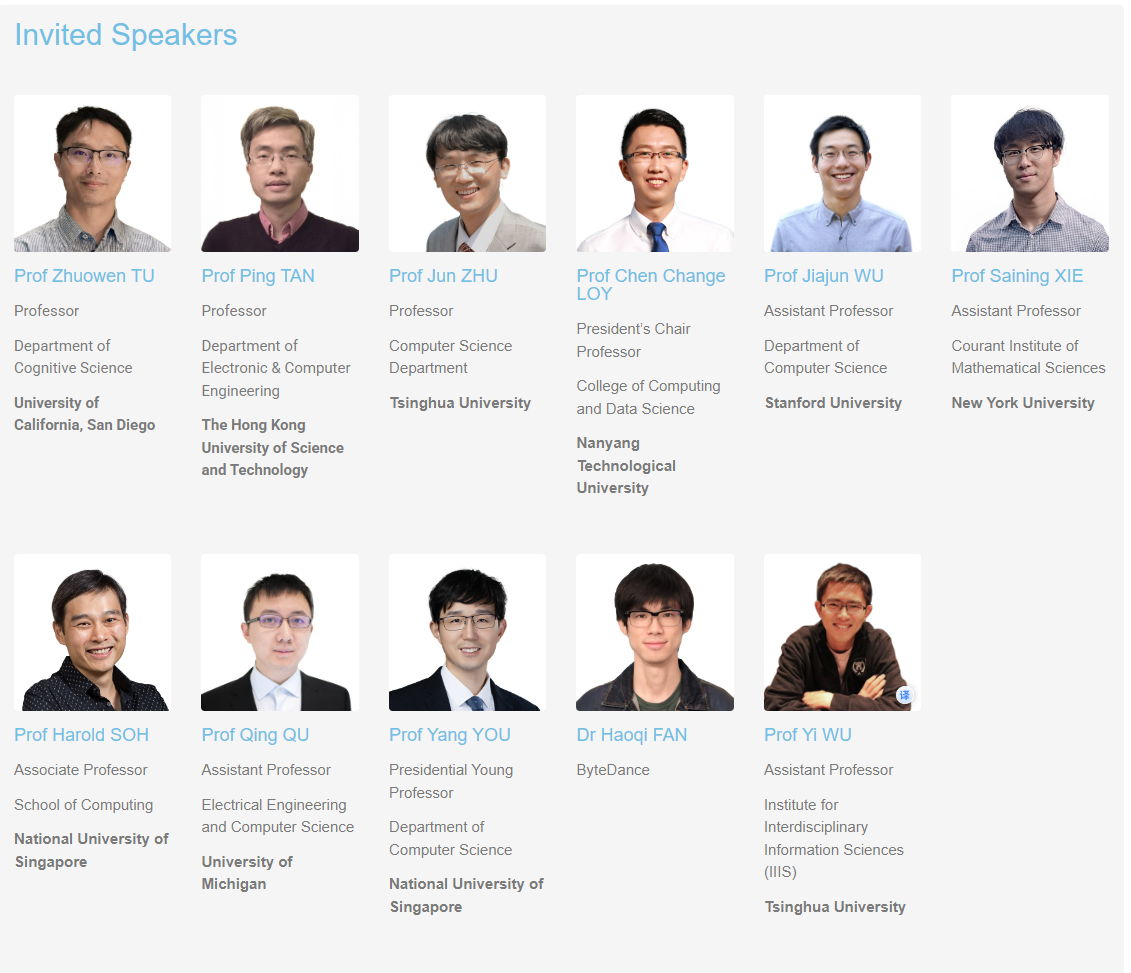 Invited Speakers
Prof Zhuowen TU
Professor
Department of
Cognitive Science
University of
California, San Diego
Prof Ping TAN
Professor
Department of
Electronic & Computer
Engineering
The Hong Kong
University of Science
and Technology
Prof Jun ZHU
Professor
Computer Science
Department
Tsinghua University
Prof Chen Change
LOY
President’s Chair
Professor
College of Computing
and Data Science
Nanyang
Technological
University
Prof Jiajun WU
Assistant Professor
Department of
Computer Science
Stanford University
Prof Saining XIE
Assistant Professor
Courant Institute of
Mathematical Sciences
New York University
Prof Harold SOH
Associate Professor
School of Computing
National University of
Singapore
Prof Qing QU
Assistant Professor
Electrical Engineering
and Computer Science
University of
Michigan
Prof Yang YOU
Presidential Young
Professor
Department of
Computer Science
National University of
Singapore
Dr Haoqi FAN
ByteDance
译
Prof Yi WU
Assistant Professor
Institute for
Interdisciplinary
Information Sciences
(IIIS)
Tsinghua University